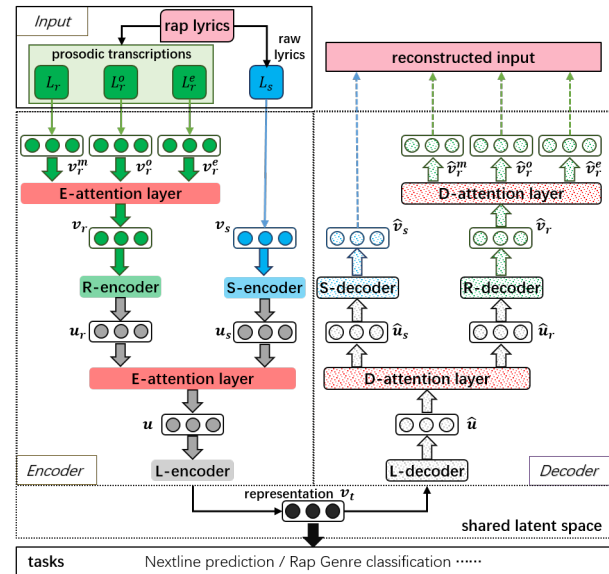 Input
rap lyrics
prosodic transcriptions
raw
lyrics
L_r L_r^o L_r^e L_s
reconstructed input
v_r^m v_r^o v_r^e
v̂_r^m v̂_r^o v̂_r^e
E-attention layer
D-attention layer
v_r v_s v̂_s v̂_r
R-encoder S-encoder S-decoder R-decoder
u_r u_s û_s û_r
E-attention layer D-attention layer
u û
Encoder L-encoder L-decoder Decoder
representation v_t
shared latent space
tasks Nextline prediction / Rap Genre classification ······